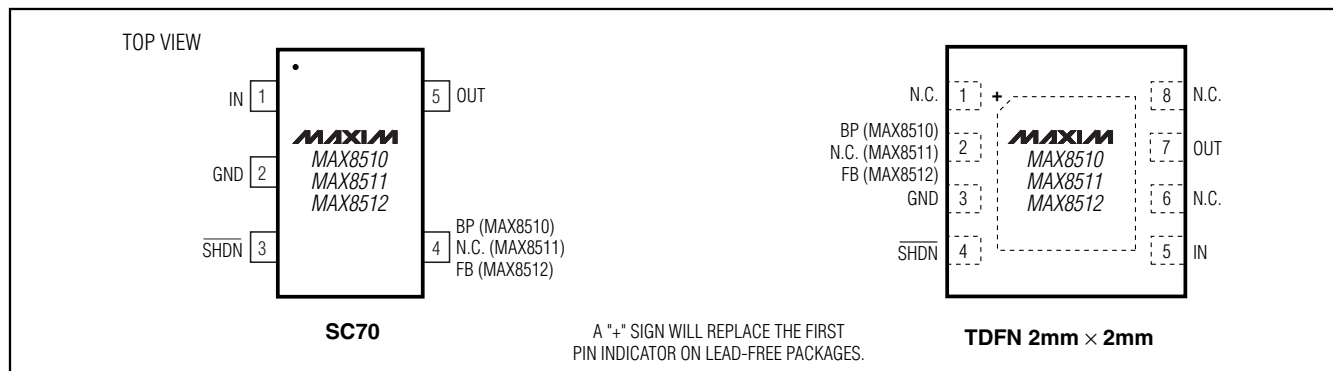 TOP VIEW
IN 1
5 OUT
GND 2
SHDN 3
4 BP (MAX8510)
N.C. (MAX8511)
FB (MAX8512)
MAXIM
MAX8510
MAX8511
MAX8512
SC70
A "+" SIGN WILL REPLACE THE FIRST
PIN INDICATOR ON LEAD-FREE PACKAGES.
N.C. 1 +
BP (MAX8510)
N.C. (MAX8511) 2
FB (MAX8512)
GND 3
SHDN 4
MAXIM
MAX8510
MAX8511
MAX8512
8 N.C.
7 OUT
6 N.C.
5 IN
TDFN 2mm × 2mm